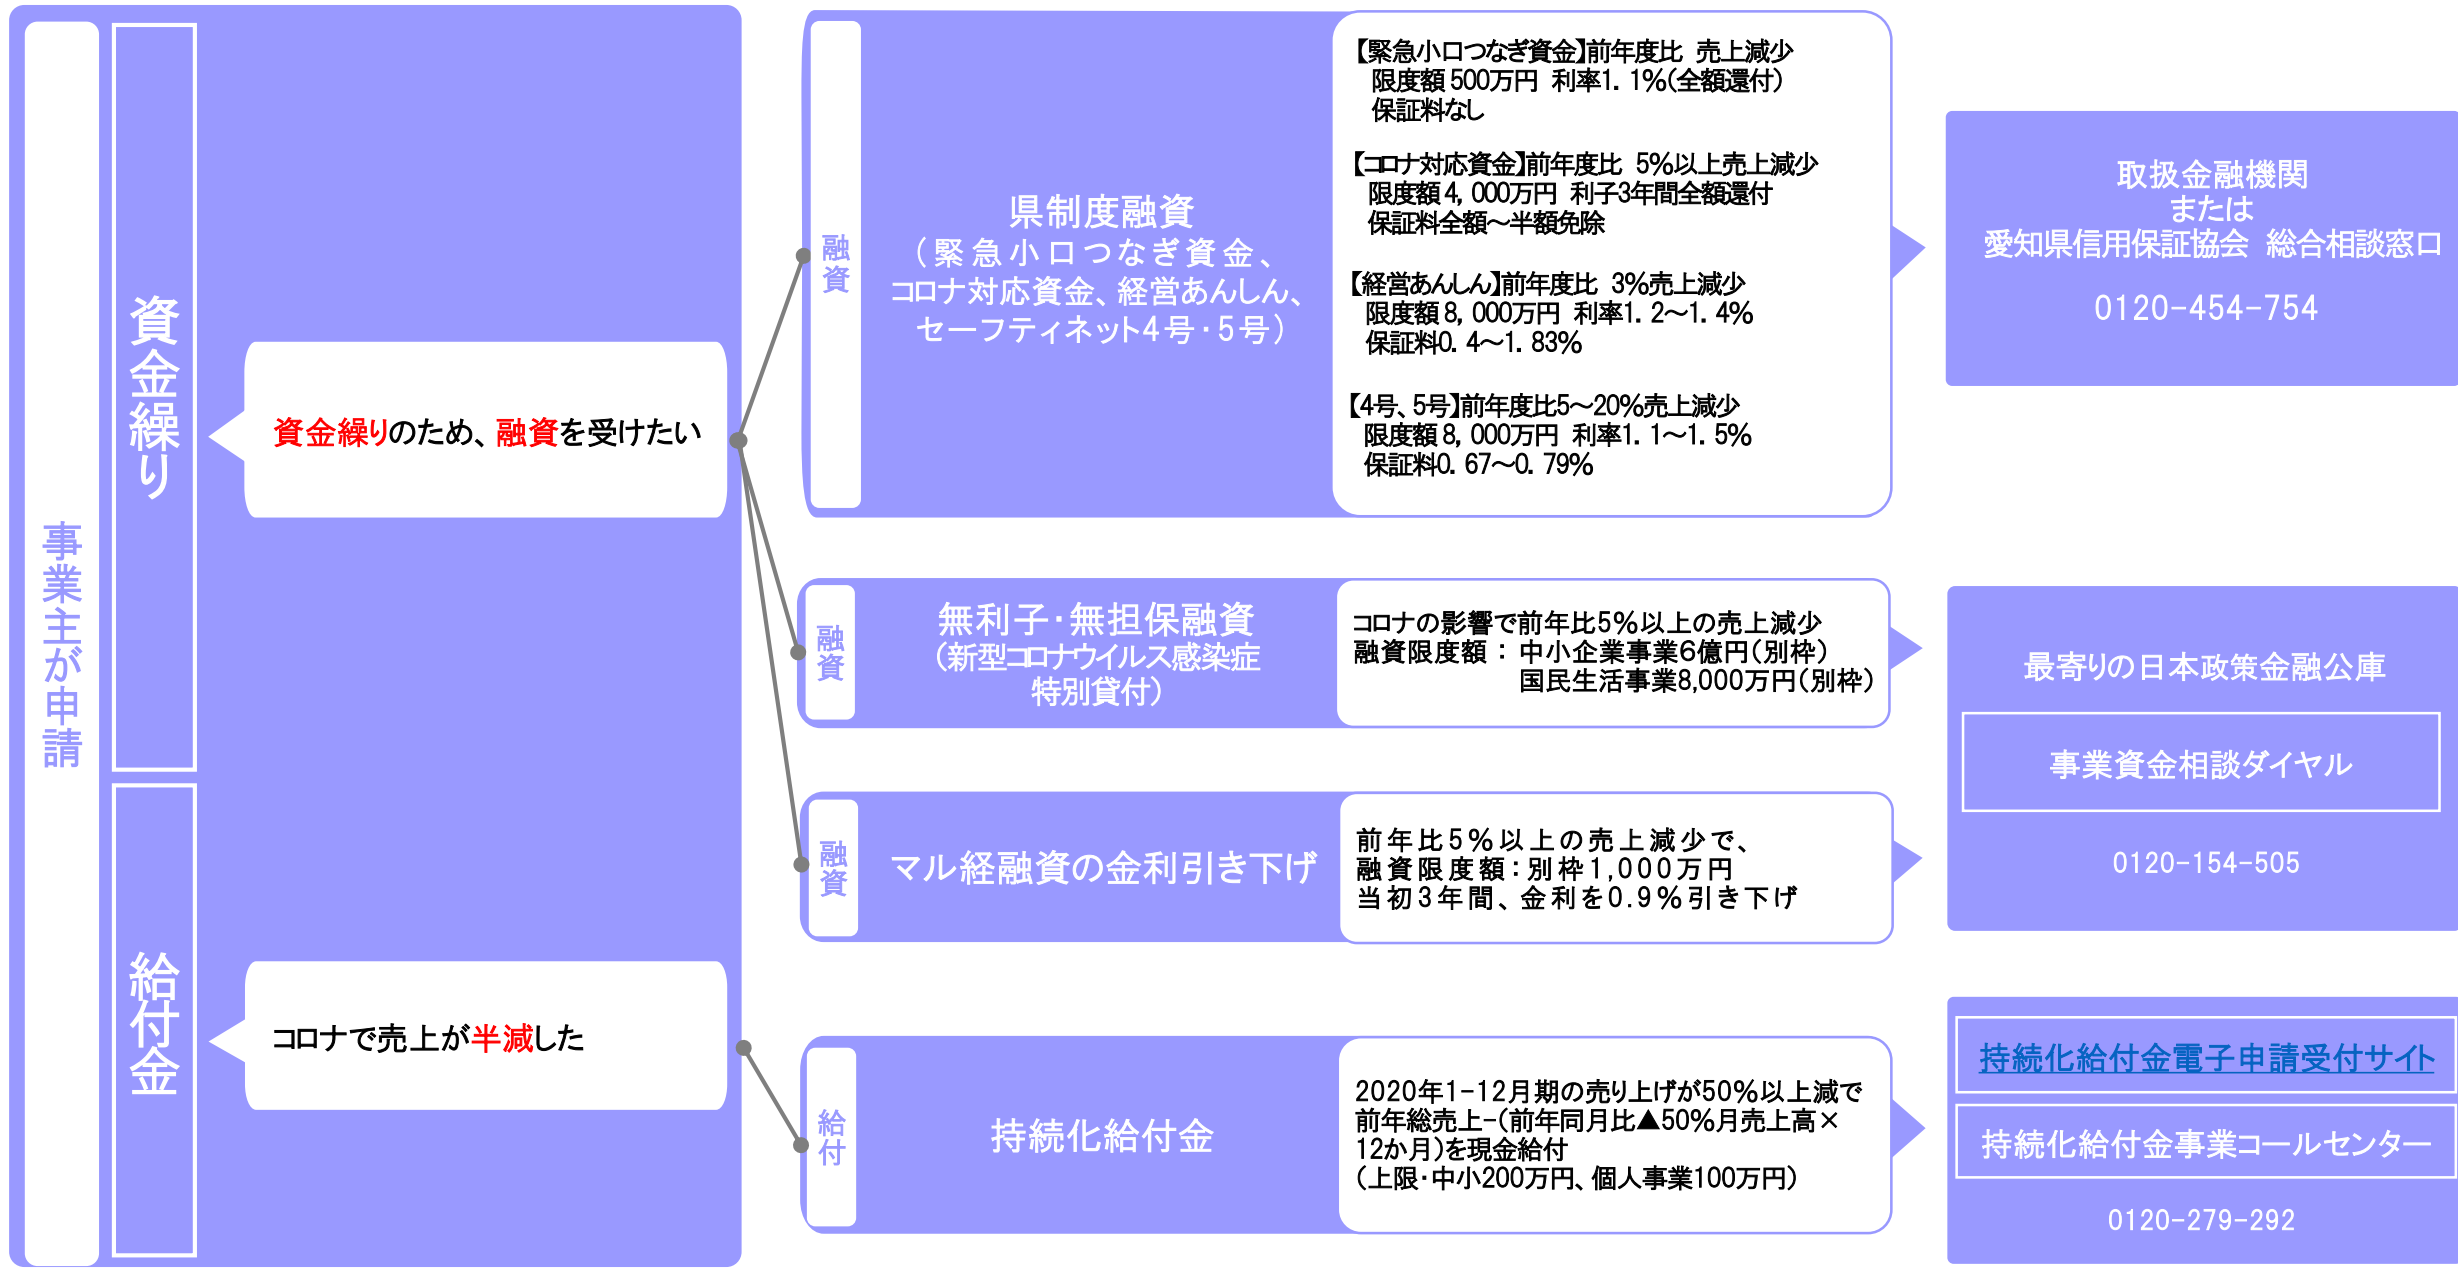 事業主が申請
資金繰り
資金繰りのため、融資を受けたい
融資
県制度融資
（緊急小口つなぎ資金、
コロナ対応資金、経営あんしん、
セーフティネット4号・5号）
【緊急小口つなぎ資金】前年度比 売上減少
限度額500万円 利率1．1％（全額還付）
保証料なし
【コロナ対応資金】前年度比 5％以上売上減少
限度額4，000万円 利子3年間全額還付
保証料全額～半額免除
【経営あんしん】前年度比 3％売上減少
限度額8，000万円 利率1．2～1．4％
保証料0．4～1．83％
【4号、5号】前年度比5～20％売上減少
限度額8，000万円 利率1．1～1．5％
保証料0．67～0．79％
取扱金融機関
または
愛知県信用保証協会 総合相談窓口
0120-454-754
融資
無利子・無担保融資
（新型コロナウイルス感染症
特別貸付）
コロナの影響で前年比5％以上の売上減少
融資限度額：中小企業事業6億円（別枠）
国民生活事業8,000万円（別枠）
融資
マル経融資の金利引き下げ
前年比5％以上の売上減少で、
融資限度額：別枠1,000万円
当初3年間、金利を0.9％引き下げ
最寄りの日本政策金融公庫
事業資金相談ダイヤル
0120-154-505
給付金
コロナで売上が半減した
給付
持続化給付金
2020年1-12月期の売り上げが50％以上減で
前年総売上-（前年同月比▲50％月売上高×
12か月）を現金給付
（上限・中小200万円、個人事業100万円）
持続化給付金電子申請受付サイト
持続化給付金事業コールセンター
0120-279-292